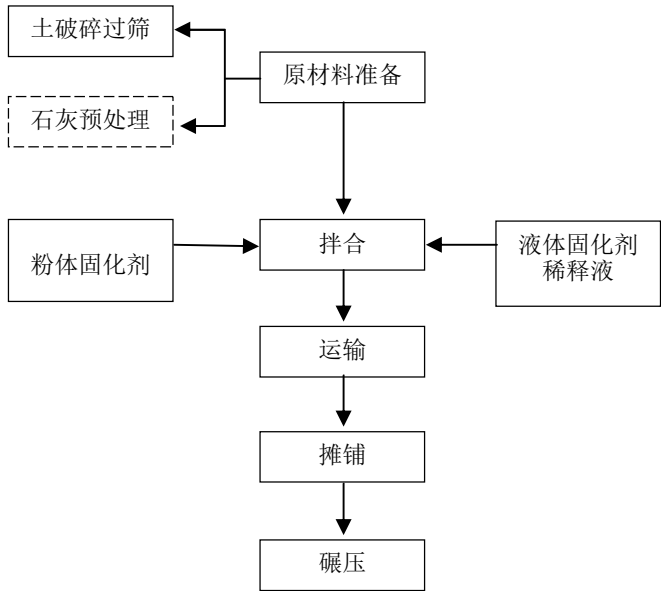 土破碎过筛
原材料准备
石灰预处理
粉体固化剂
拌合
液体固化剂
稀释液
运输
摊铺
碾压